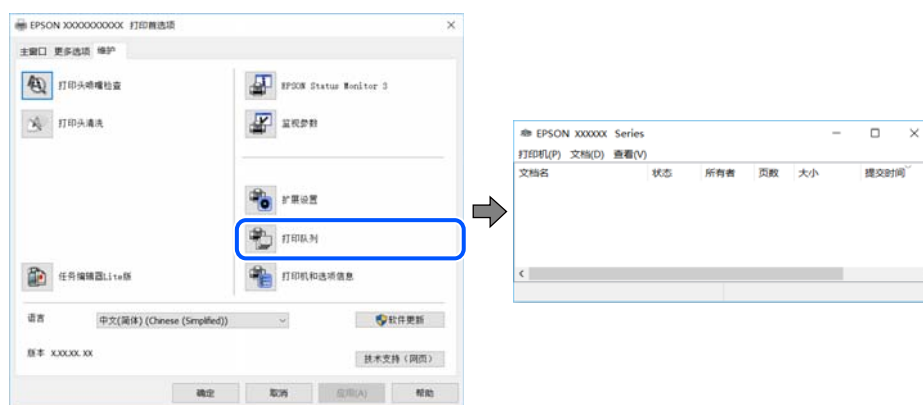 EPSON XXXXXXXXXXX 打印首选项
主窗口 更多选项 维护
打印头喷嘴检查
EPSON Status Monitor 3
打印头清洗
监视参数
扩展设置
打印队列
任务编辑器Lite版
打印机和选项信息
语言
中文(简体) (Chinese (Simplified))
软件更新
版本 X.XX.XX. XX
技术支持(网页)
确定 取消 应用(A) 帮助
EPSON XXXXXX Series
打印机(P) 文档(D) 查看(V)
文档名 状态 所有者 页数 大小 提交时间